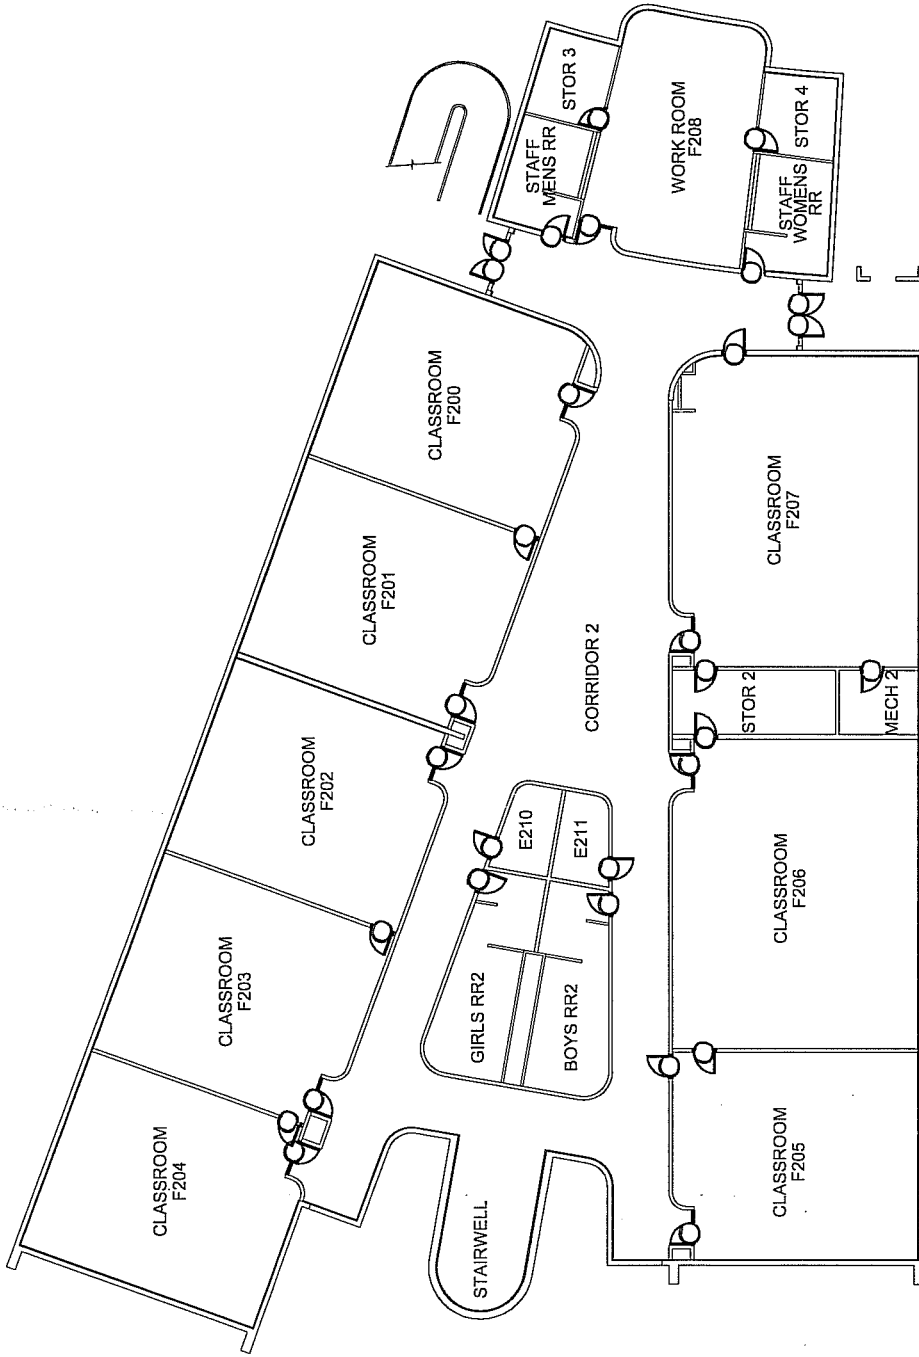 STOR 3
STAFF
MENS RR
WORK ROOM
F208
STOR 4
STAFF
WOMENS
RR
CLASSROOM
F200
CLASSROOM
F201
CLASSROOM
F202
CLASSROOM
F203
CLASSROOM
F204
CORRIDOR 2
CLASSROOM
F207
STOR 2
MECH 2
E210
E211
GIRLS RR2
BOYS RR2
CLASSROOM
F206
CLASSROOM
F205
STAIRWELL